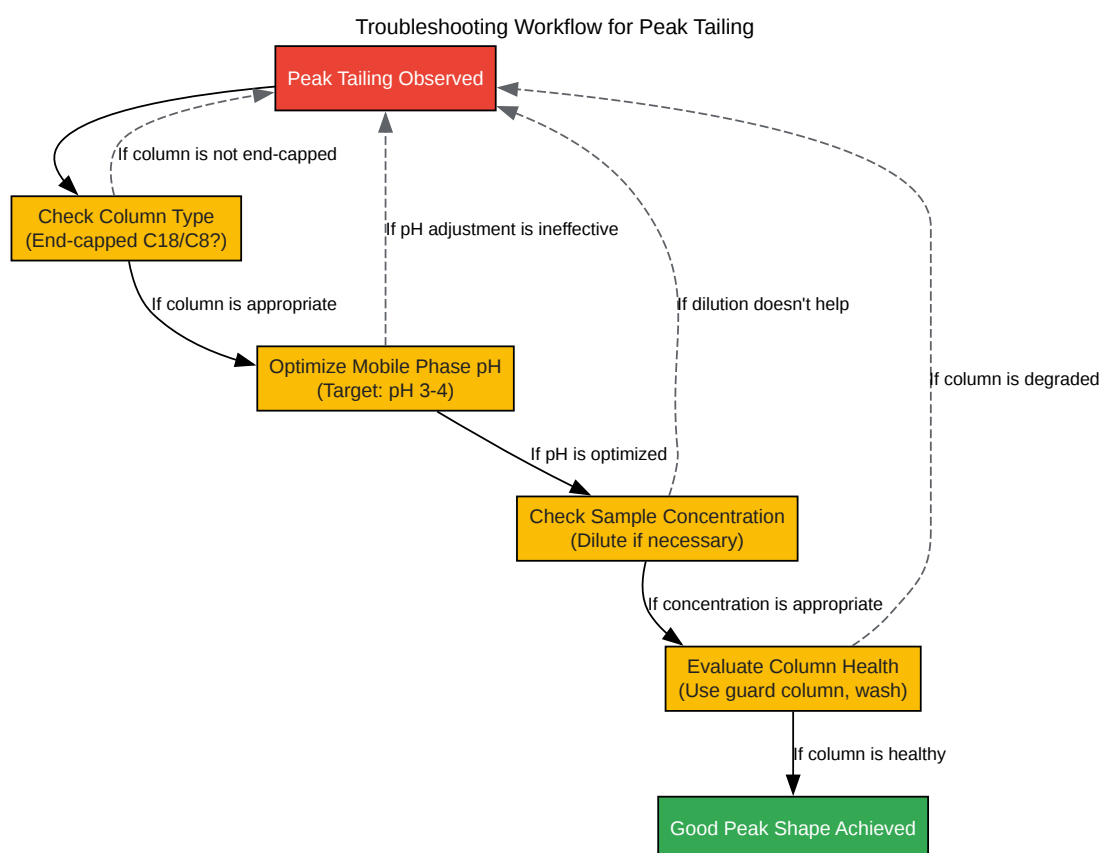 Troubleshooting Workflow for Peak Tailing
Peak Tailing Observed
If column is not end-capped
Check Column Type
(End-capped C18/C8?)
If pH adjustment is ineffective
If column is appropriate
If dilution doesn't help
Optimize Mobile Phase pH
(Target: pH 3-4)
If column is degraded
If pH is optimized
Check Sample Concentration
(Dilute if necessary)
If concentration is appropriate
Evaluate Column Health
(Use guard column, wash)
If column is healthy
Good Peak Shape Achieved